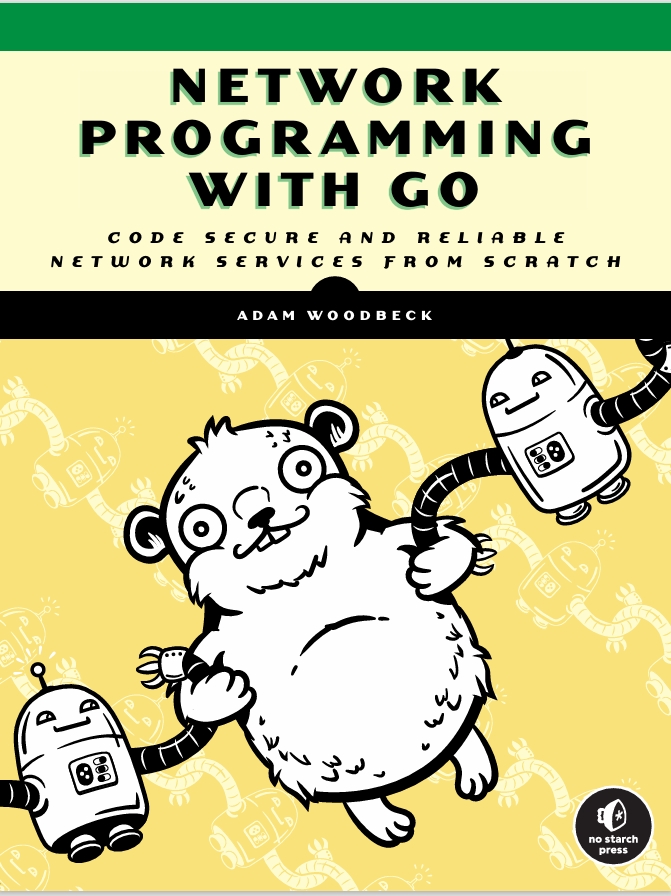 NETWORK
PROGRAMMING
WITH GO
CODE SECURE AND RELIABLE
NETWORK SERVICES FROM SCRATCH
ADAM WOODBECK
no starch
press